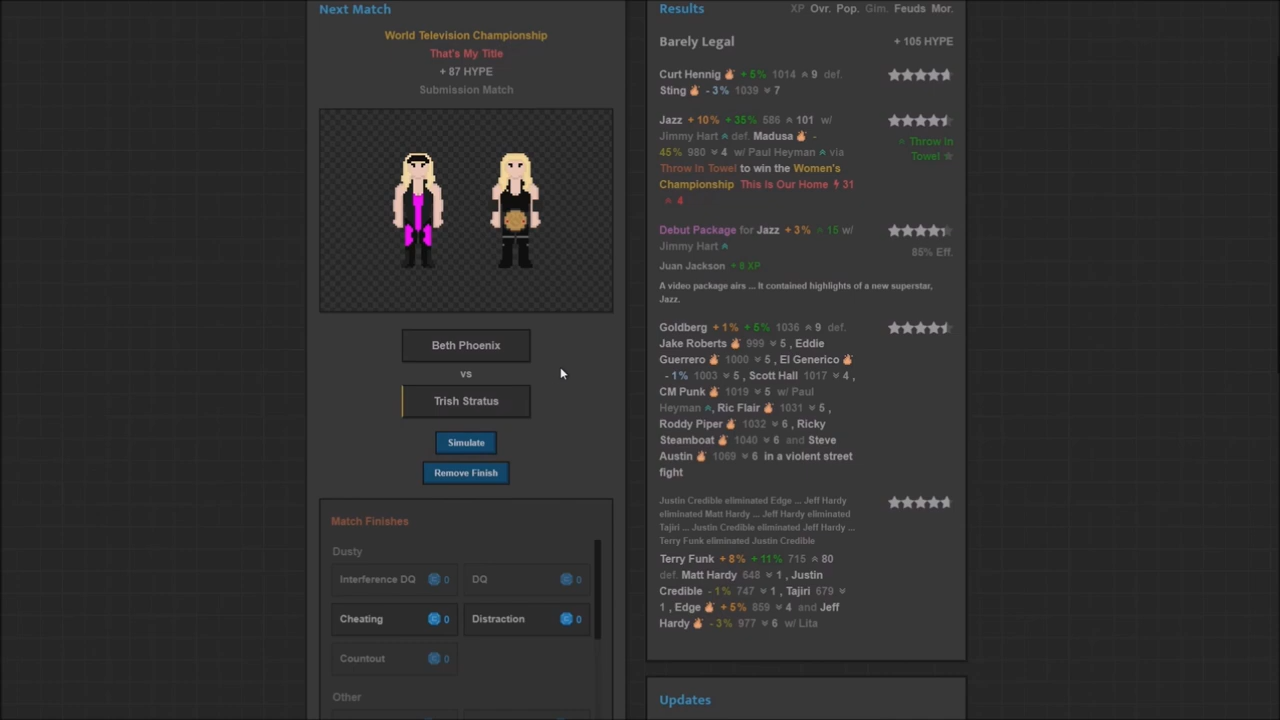 Next Match
World Television Championship
That's My Title
+ 87 HYPE
Submission Match
Beth Phoenix
vs
Trish Stratus
Simulate
Remove Finish
Match Finishes
Dusty
Interference DQ 0
DQ 0
Cheating 0
Distraction 0
Countout 0
Other
Results
XP Ovr. Pop. Gim. Feuds Mor.
Barely Legal + 105 HYPE
Curt Hennig + 5% 1014 9 def.
Sting - 3% 1039 7
Jazz + 10% + 35% 586 101 w/
Jimmy Hart def. Madusa -
45% 980 4 w/ Paul Heyman via
Throw in Towel to win the Women's
Championship This Is Our Home 31
4
Throw in
Towel
Debut Package for Jazz + 3% 15 w/
Jimmy Hart
85% Eff.
Juan Jackson + 6 XP
A video package airs ... It contained highlights of a new superstar,
Jazz.
Goldberg + 1% + 5% 1036 9 def.
Jake Roberts 999 5 , Eddie
Guerrero 1000 5 , El Generico
- 1% 1003 5 , Scott Hall 1017 4 ,
CM Punk 1019 5 w/ Paul
Heyman , Ric Flair 1031 5 ,
Roddy Piper 1032 6 , Ricky
Steamboat 1040 6 and Steve
Austin 1069 6 in a violent street
fight
Justin Credible eliminated Edge ... Jeff Hardy
eliminated Matt Hardy ... Jeff Hardy eliminated
Tajiri ... Justin Credible eliminated Jeff Hardy ...
Terry Funk eliminated Justin Credible
Terry Funk + 8% + 11% 715 80
def. Matt Hardy 648 1 , Justin
Credible - 1% 747 1 , Tajiri 679
1 , Edge + 5% 859 4 and Jeff
Hardy - 3% 977 6 w/ Lita
Updates